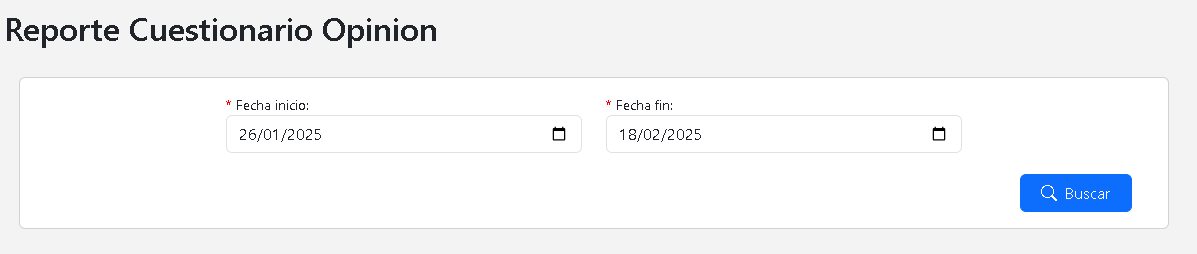 Reporte Cuestionario Opinion
* Fecha inicio: * Fecha fin:
26/01/2025 18/02/2025
Buscar